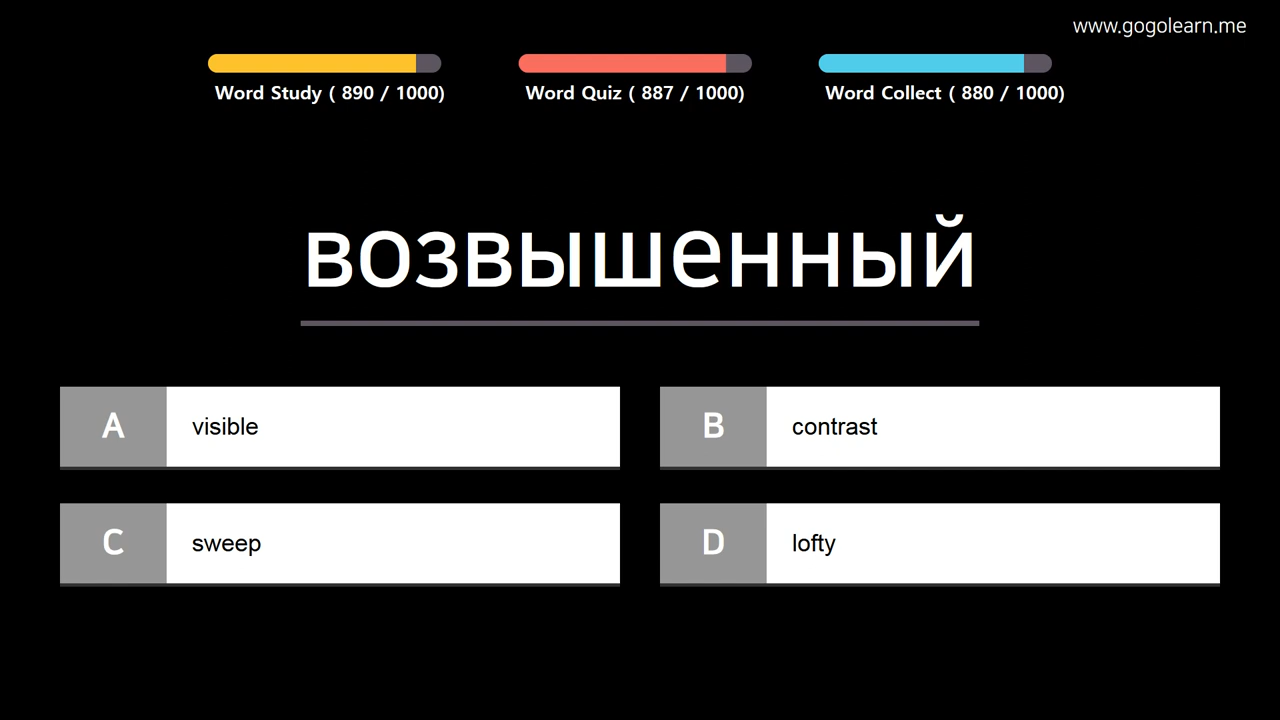 www.gogolearn.me
Word Study ( 890 / 1000)
Word Quiz ( 887 / 1000)
Word Collect ( 880 / 1000)
возвышенный
A visible
B contrast
C sweep
D lofty